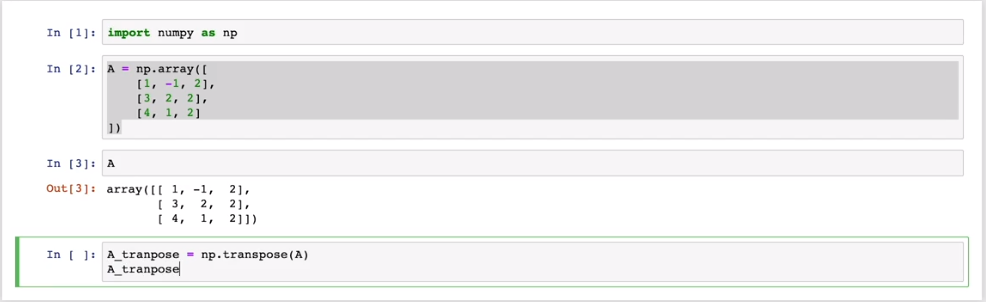 In [1]: import numpy as np
In [2]: A = np.array([
    [1, -1, 2],
    [3, 2, 2],
    [4, 1, 2]
])
In [3]: A
Out[3]: array([[ 1, -1,  2],
       [ 3,  2,  2],
       [ 4,  1,  2]])
In [ ]: A_tranpose = np.transpose(A)
A_tranpose